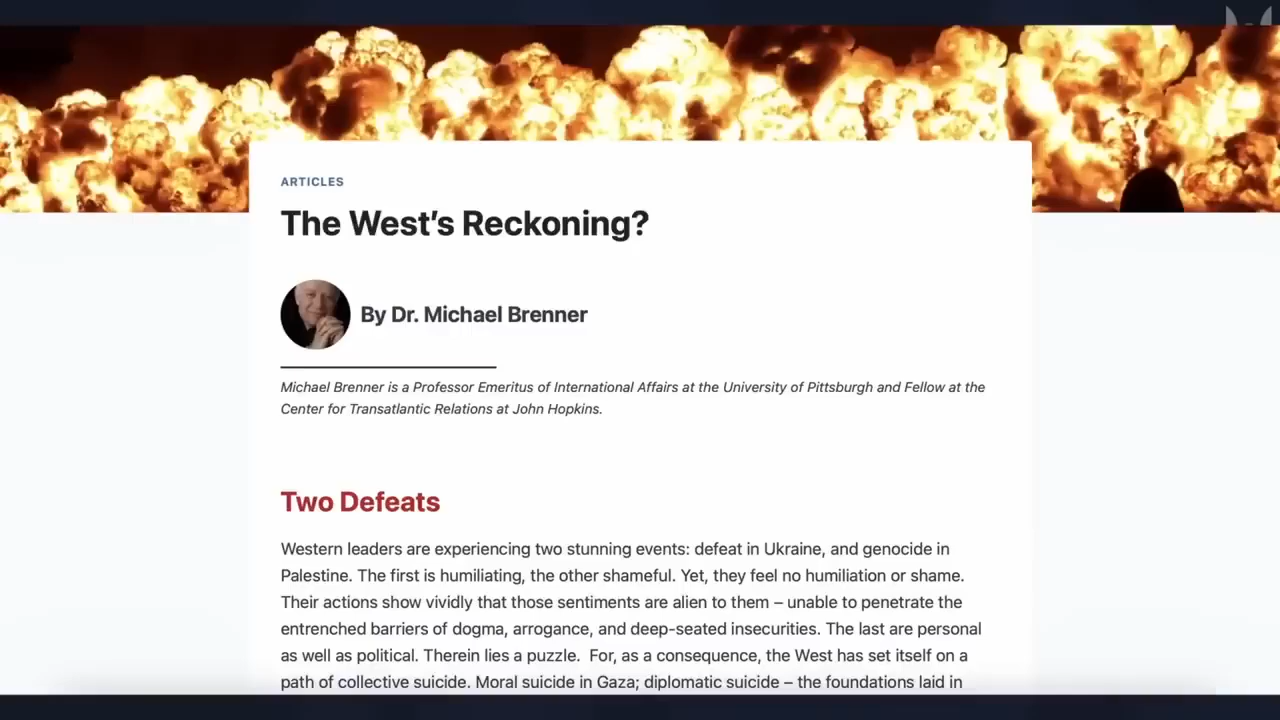 ARTICLES
The West's Reckoning?
By Dr. Michael Brenner
Michael Brenner is a Professor Emeritus of International Affairs at the University of Pittsburgh and Fellow at the
Center for Transatlantic Relations at John Hopkins.
Two Defeats
Western leaders are experiencing two stunning events: defeat in Ukraine, and genocide in
Palestine. The first is humiliating, the other shameful. Yet, they feel no humiliation or shame.
Their actions show vividly that those sentiments are alien to them – unable to penetrate the
entrenched barriers of dogma, arrogance, and deep-seated insecurities. The last are personal
as well as political. Therein lies a puzzle.  For, as a consequence, the West has set itself on a
path of collective suicide. Moral suicide in Gaza; diplomatic suicide – the foundations laid in